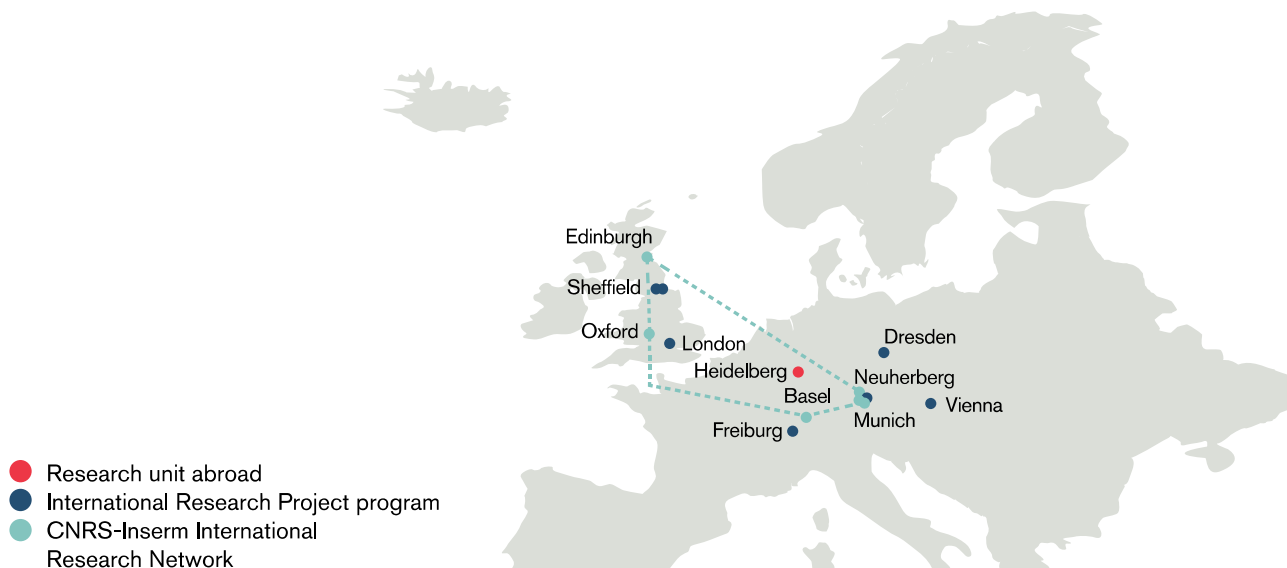 Edinburgh
Sheffield
Oxford
London
Dresden
Heidelberg
Neuherberg
Basel
Vienna
Munich
Freiburg
Research unit abroad
International Research Project program
CNRS-Inserm International
Research Network